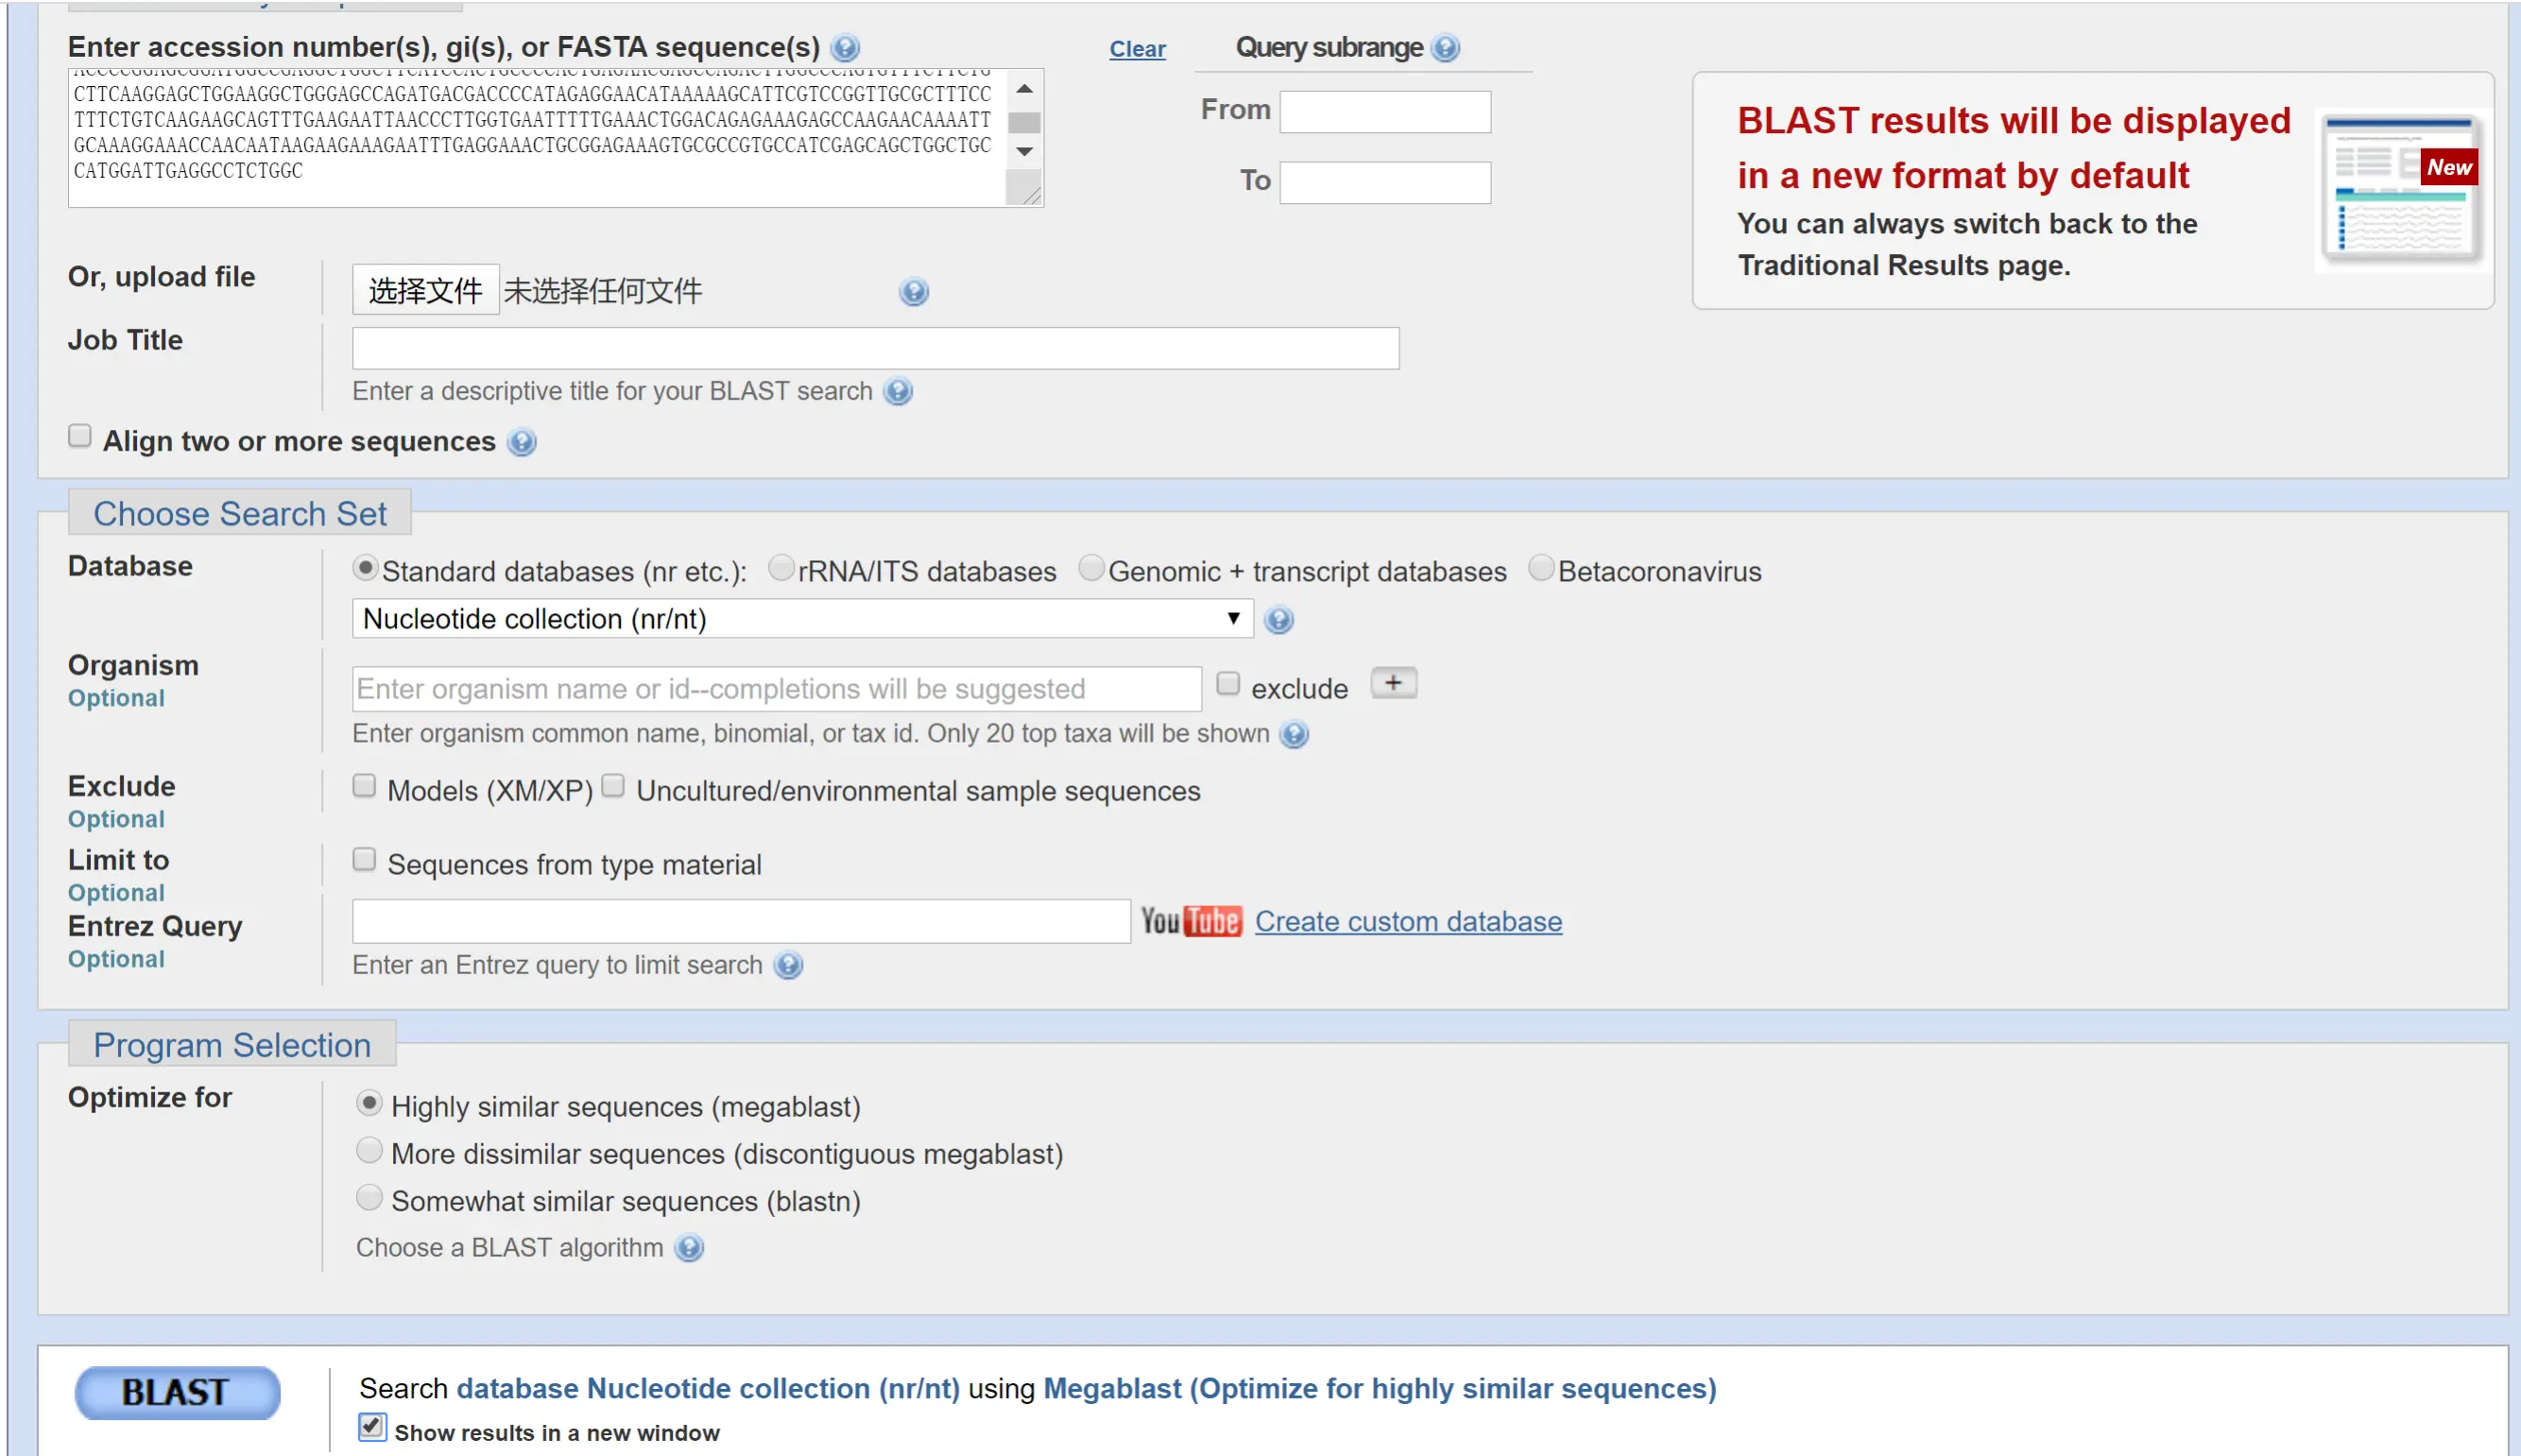 Enter accession number(s), gi(s), or FASTA sequence(s)
Clear
Query subrange
CTTCAAGGAGCTGGAAGGCTGGGAGCCAGATGACGACCCCATAGAGGAACATAAAAAGCATTCGTCCGGTTGCGCTTTCC
TTTCTGTCAAGAAGCAGTTTGAAGAATTAACCCTTGGTGAATTTTTGAAACTGGACAGAGAAAGAGCCAAGAACAAAATT
GCAAAGGAAACCAACAATAAGAAGAAAGAATTTGAGGAAACTGCGGAGAAAGTGCGCCGTGCCATCGAGCAGCTGGCTGC
CATGGATTGAGGCCTCTGGC
From
To
BLAST results will be displayed
in a new format by default
You can always switch back to the
Traditional Results page.
New
Or, upload file
选择文件 未选择任何文件
Job Title
Enter a descriptive title for your BLAST search
Align two or more sequences
Choose Search Set
Database
Standard databases (nr etc.): rRNA/ITS databases Genomic + transcript databases Betacoronavirus
Nucleotide collection (nr/nt)
Organism
Optional
Enter organism name or id--completions will be suggested
exclude
+
Enter organism common name, binomial, or tax id. Only 20 top taxa will be shown
Exclude
Optional
Models (XM/XP) Uncultured/environmental sample sequences
Limit to
Optional
Sequences from type material
Entrez Query
Optional
YouTube Create custom database
Enter an Entrez query to limit search
Program Selection
Optimize for
Highly similar sequences (megablast)
More dissimilar sequences (discontiguous megablast)
Somewhat similar sequences (blastn)
Choose a BLAST algorithm
BLAST
Search database Nucleotide collection (nr/nt) using Megablast (Optimize for highly similar sequences)
Show results in a new window